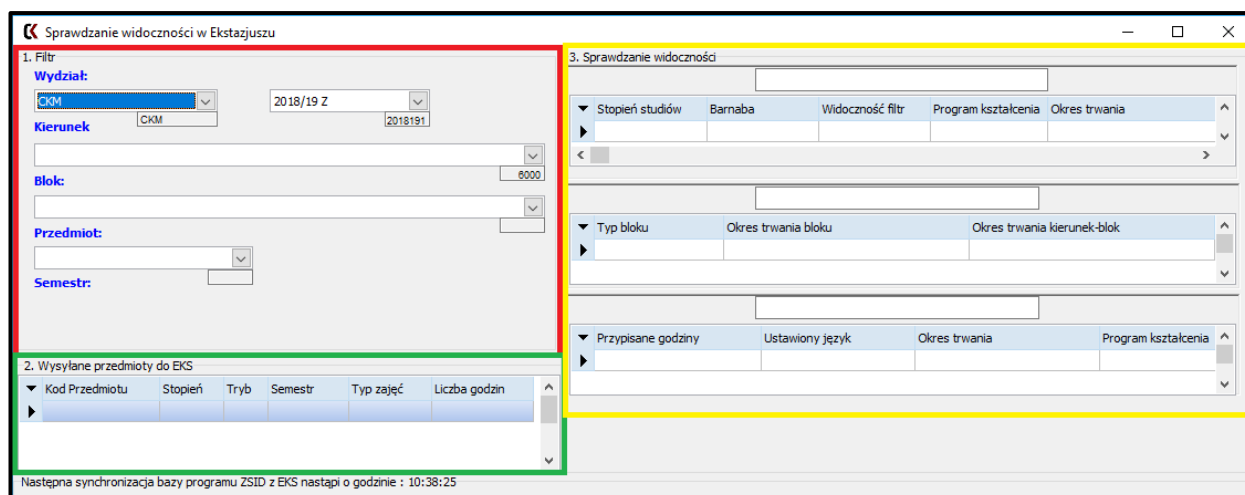 Sprawdzanie widoczności w Ekstazjuszu
1. Filtr
Wydział:
CKM 2018/19 Z
CKM 2018191
Kierunek
6000
Blok:
Przedmiot:
Semestr:
2. Wysyłane przedmioty do EKS
Kod Przedmiotu Stopień Tryb Semestr Typ zajęć Liczba godzin
3. Sprawdzanie widoczności
Stopień studiów Barnaba Widoczność filtr Program kształcenia Okres trwania
Typ bloku Okres trwania bloku Okres trwania kierunek-blok
Przypisane godziny Ustawiony język Okres trwania Program kształcenia
Następna synchronizacja bazy programu ZSID z EKS nastąpi o godzinie : 10:38:25